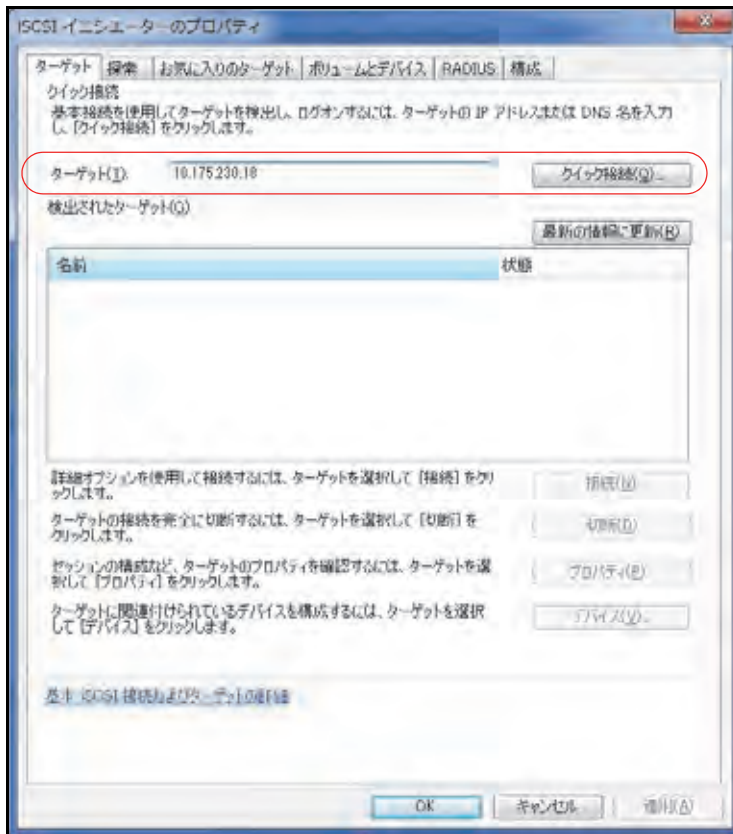 iSCSI イニシエーターのプロパティ
ターゲット 探索 お気に入りのターゲット ボリュームとデバイス RADIUS 構成
クイック接続
基本接続を使用してターゲットを検出し、ログオンするには、ターゲットの IP アドレスまたは DNS 名を入力
し、[クイック接続] をクリックします。
ターゲット(T): 10.175.230.18 クイック接続(Q)...
検出されたターゲット(G)
最新の情報に更新(R)
名前 状態
詳細オプションを使用して接続するには、ターゲットを選択して [接続] をクリ
ックします。
接続(N)
ターゲットの接続を完全に切断するには、ターゲットを選択して [切断] を
クリックします。
切断(D)
セッションの構成など、ターゲットのプロパティを確認するには、ターゲットを選
択して [プロパティ] をクリックします。
プロパティ(P)
ターゲットに関連付けられているデバイスを構成するには、ターゲットを選択
して [デバイス] をクリックします。
デバイス(V)...
基本 iSCSI 接続およびターゲットの詳細
OK キャンセル 適用(A)